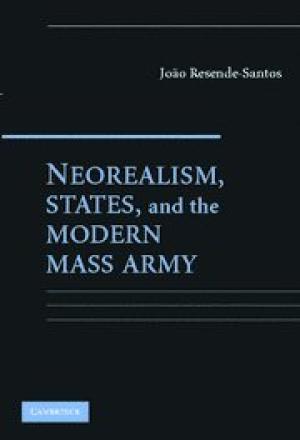 João Resende-Santos
NEOREALISM,
STATES, and the
MODERN
MASS ARMY
CAMBRIDGE